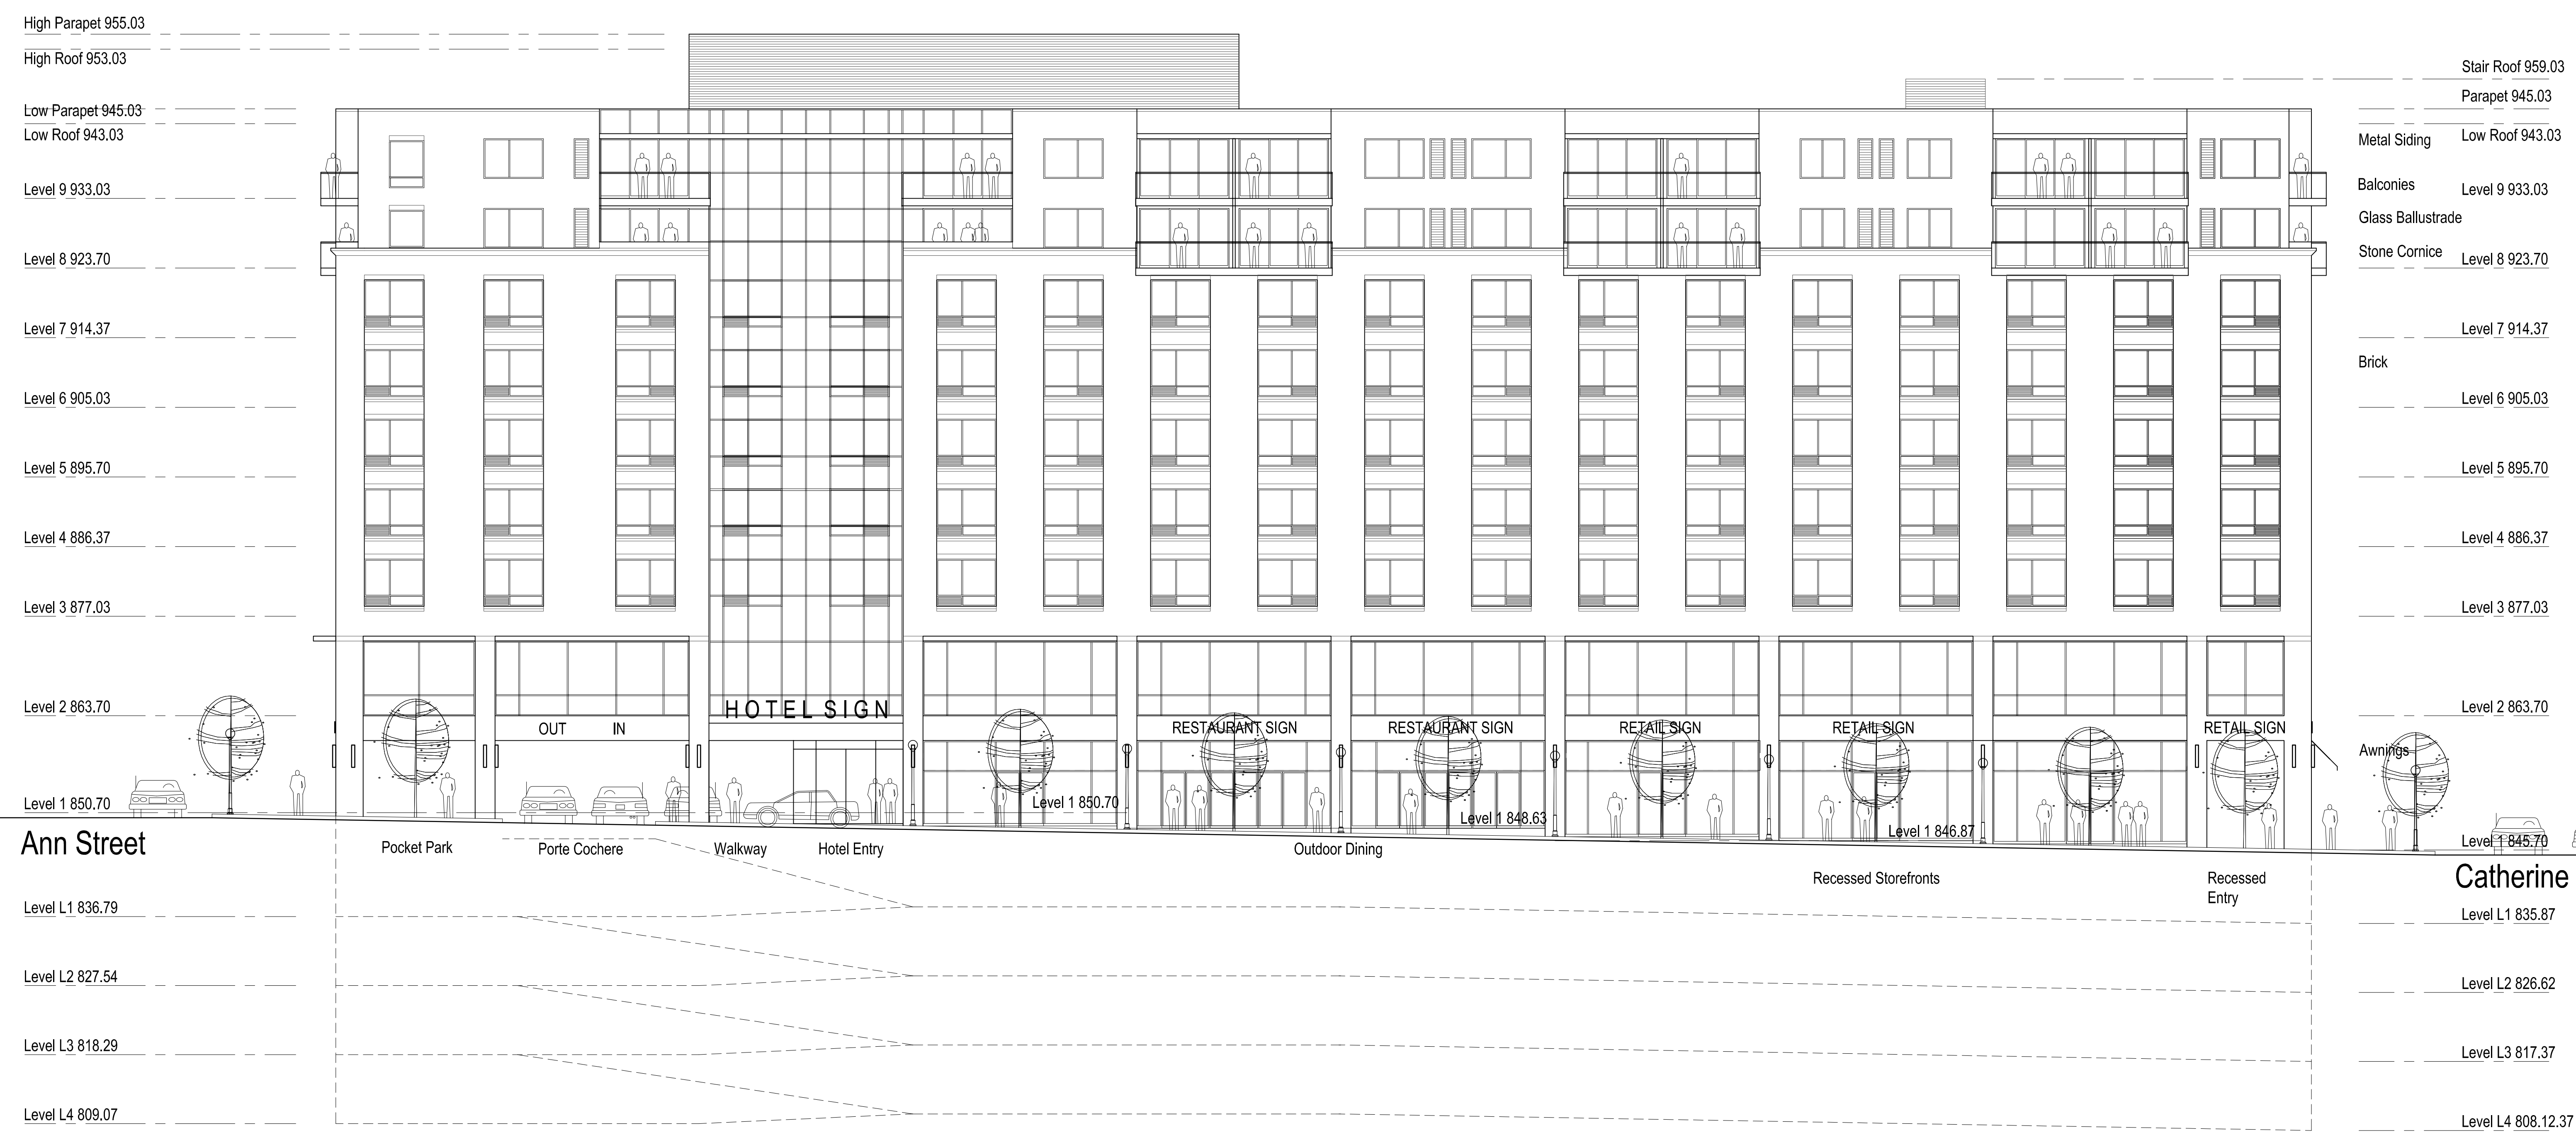 High Parapet 955.03
High Roof 953.03
Stair Roof 959.03
Parapet 945.03
Low Parapet 945.03
Low Roof 943.03
Metal Siding
Low Roof 943.03
Level 9 933.03
Balconies
Level 9 933.03
Glass Ballustrade
Stone Cornice
Level 8 923.70
Level 8 923.70
Level 7 914.37
Level 7 914.37
Brick
Level 6 905.03
Level 6 905.03
Level 5 895.70
Level 5 895.70
Level 4 886.37
Level 4 886.37
Level 3 877.03
Level 3 877.03
Level 2 863.70
HOTEL SIGN
Level 2 863.70
OUT
IN
RESTAURANT SIGN
RESTAURANT SIGN
RETAIL SIGN
RETAIL SIGN
RETAIL SIGN
Awnings
Level 1 850.70
Level 1 850.70
Level 1 848.63
Level 1 846.87
Level 1 845.70
Ann Street
Pocket Park
Porte Cochere
Walkway
Hotel Entry
Outdoor Dining
Recessed Storefronts
Recessed
Entry
Catherine
Level L1 836.79
Level L1 835.87
Level L2 827.54
Level L2 826.62
Level L3 818.29
Level L3 817.37
Level L4 809.07
Level L4 808.12.37